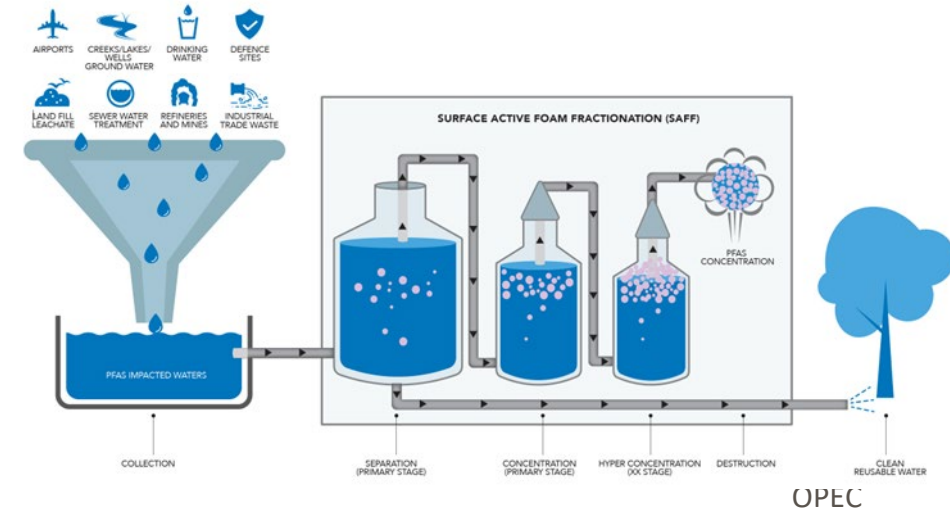 AIRPORTS
CREEKS/LAKES/
WELLS
GROUND WATER
DRINKING
WATER
DEFENCE
SITES
LAND FILL
LEACHATE
SEWER WATER
TREATMENT
REFINERIES
AND MINES
INDUSTRIAL
TRADE WASTE
SURFACE ACTIVE FOAM FRACTIONATION (SAFF)
PFAS
CONCENTRATION
PFAS IMPACTED WATERS
COLLECTION
SEPARATION
(PRIMARY STAGE)
CONCENTRATION
(PRIMARY STAGE)
HYPER CONCENTRATION
(XX STAGE)
DESTRUCTION
CLEAN
REUSABLE WATER
OPEC